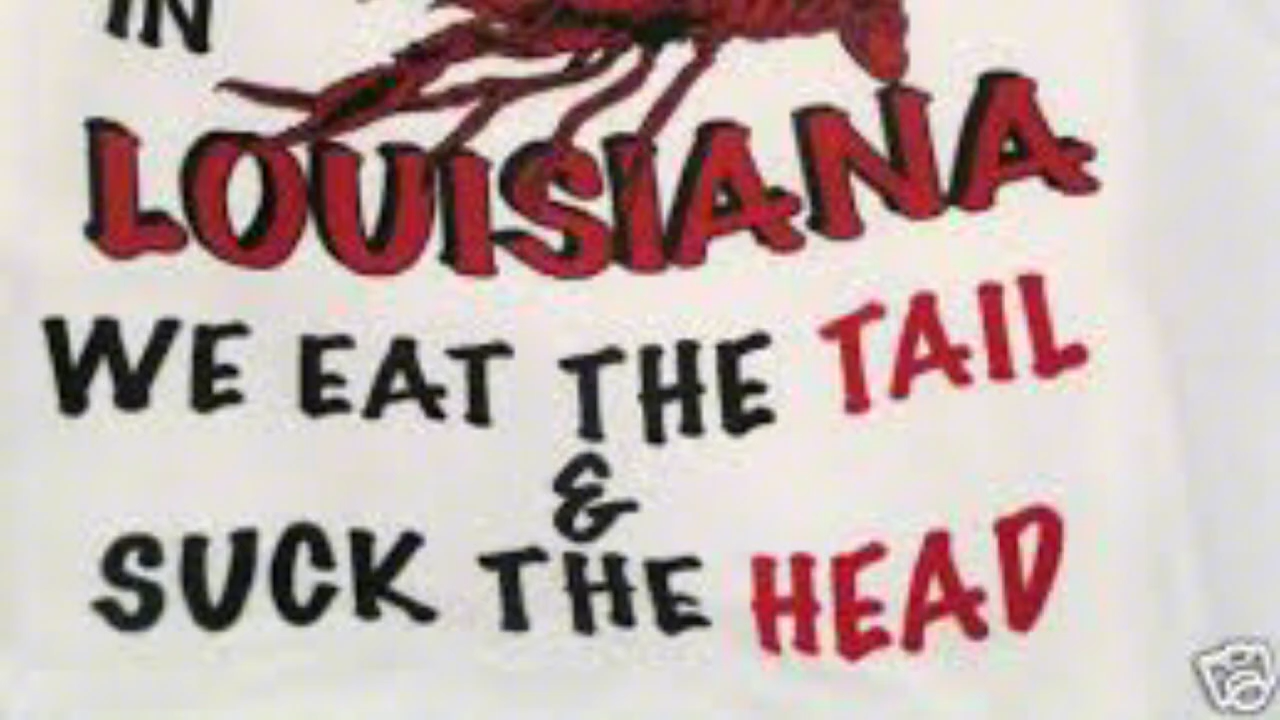 IN
LOUISIANA
WE EAT THE TAIL
&
SUCK THE HEAD